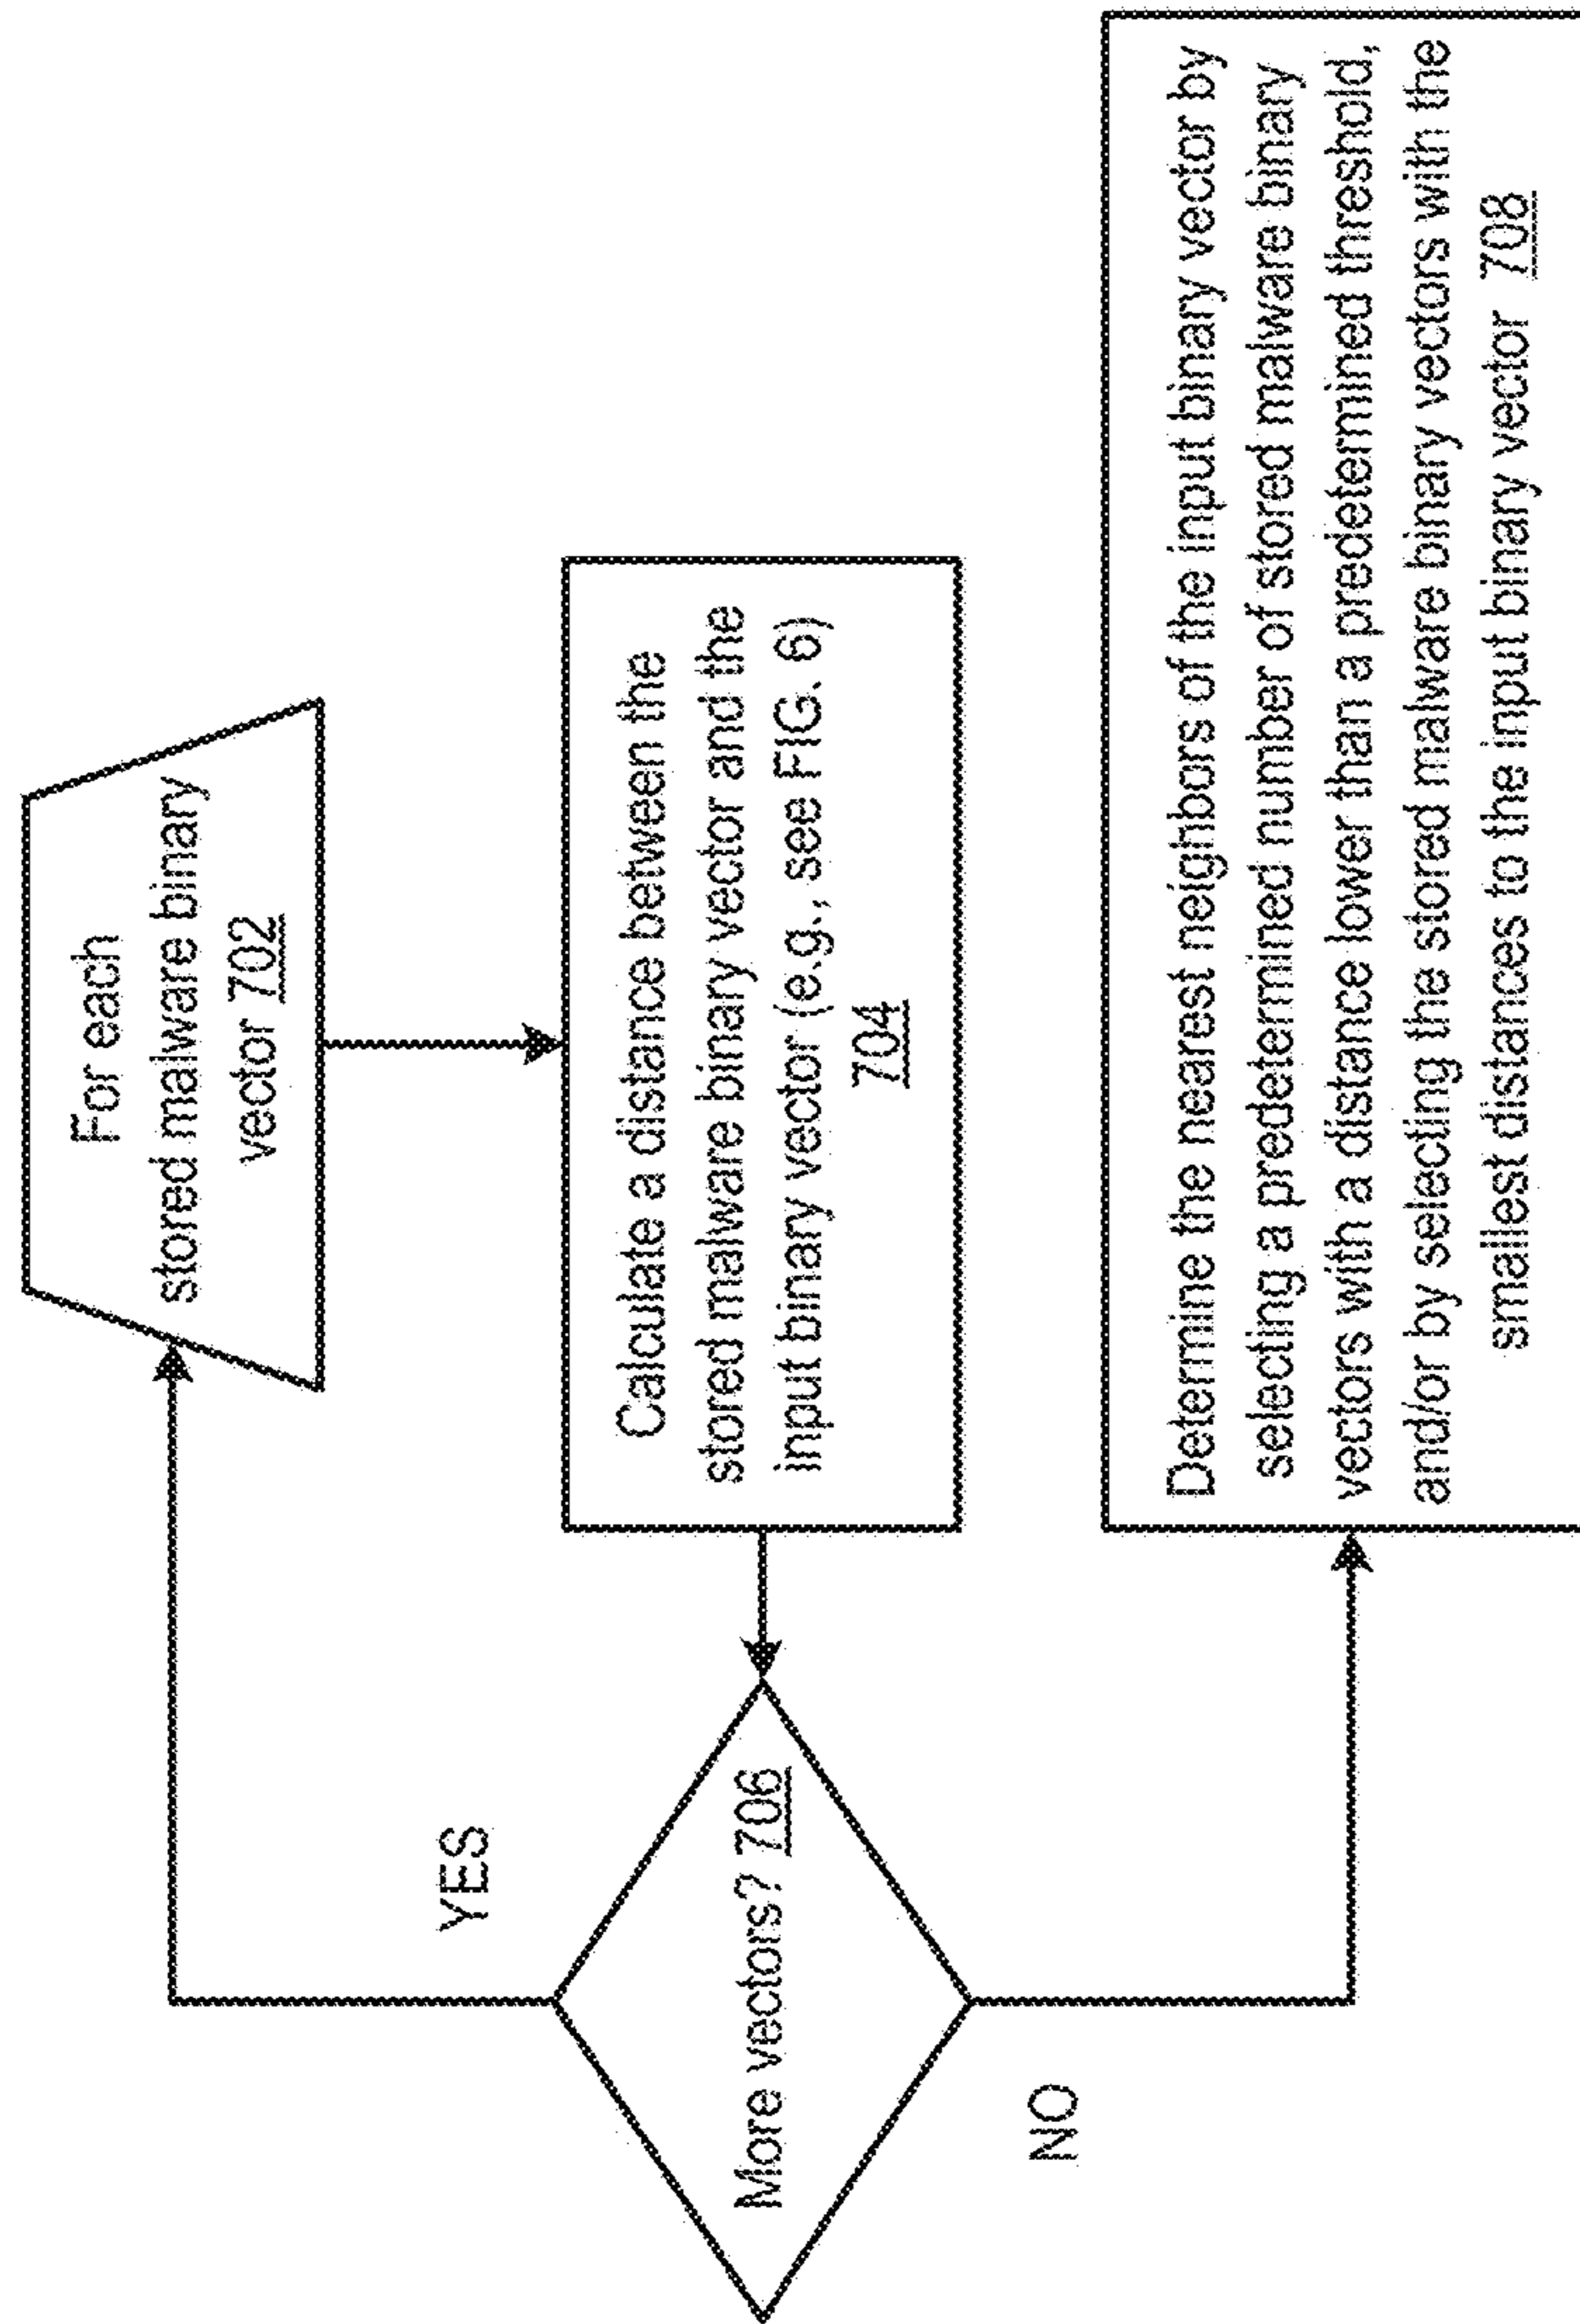 For each
stored malware binary
vector 702
Calculate a distance between the
stored malware binary vector and the
input binary vector (e.g., see FIG. 6)
704
YES
More vectors? 706
NO
Determine the nearest neighbors of the input binary vector by
selecting a predetermined number of stored malware binary
vectors with a distance lower than a predetermined threshold,
and/or by selecting the stored malware binary vectors with the
smallest distances to the input binary vector 708